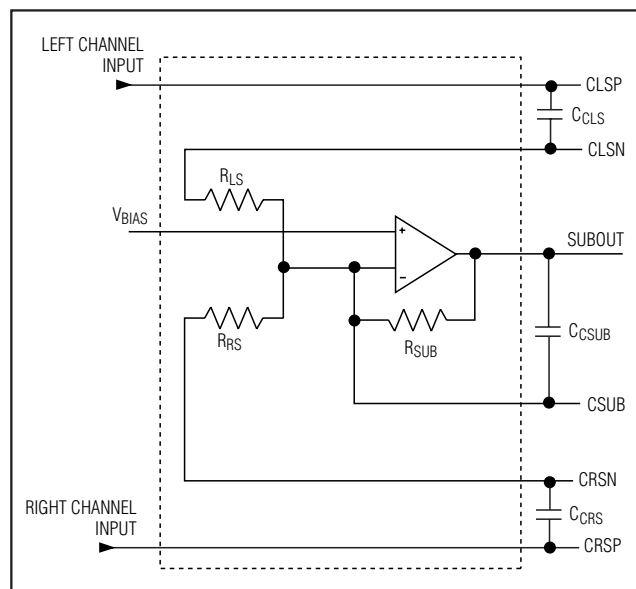 LEFT CHANNEL
INPUT
CLSP
CCLS
CLSN
RLS
VBIAS
+
SUBOUT
-
RRS
RSUB
CCSUB
CSUB
CRSN
RIGHT CHANNEL
INPUT
CCRS
CRSP